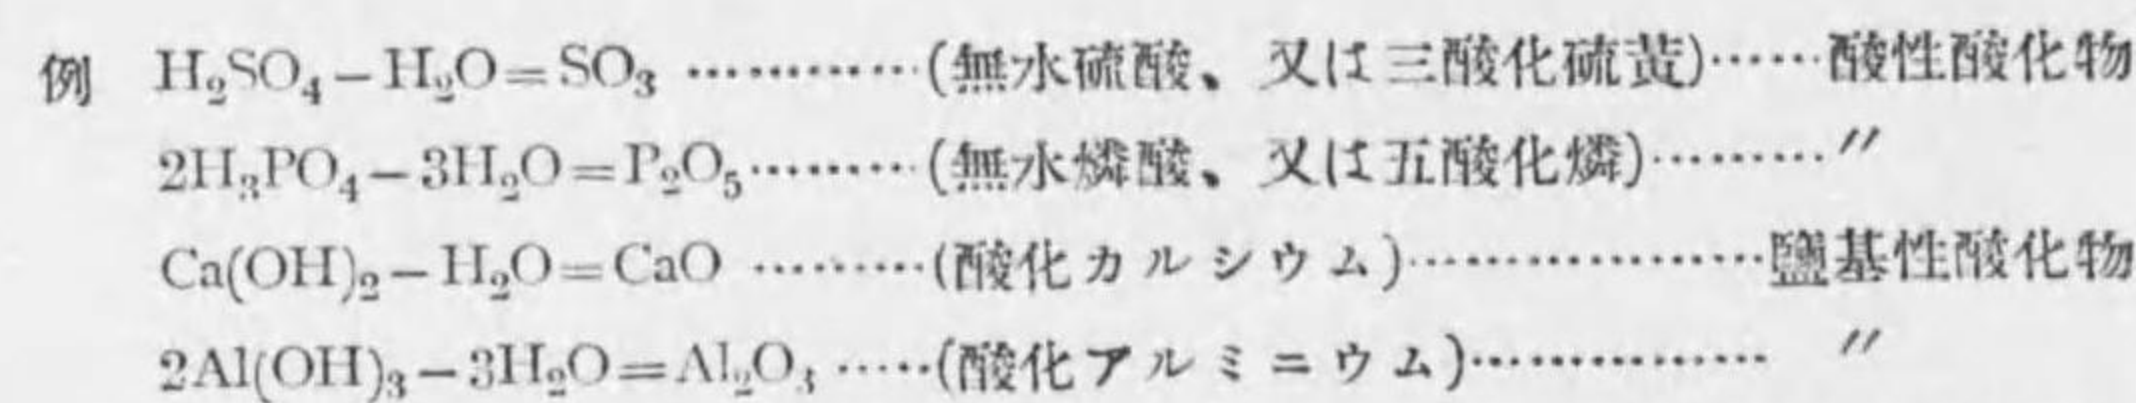 例 H₂SO₄－H₂O＝SO₃ …………(無水硫酸、又は三酸化硫黄)……酸性酸化物
2H₃PO₄－3H₂O＝P₂O₅………(無水燐酸、又は五酸化燐)………〃
Ca(OH)₂－H₂O＝CaO ………(酸化カルシウム)………………鹽基性酸化物
2Al(OH)₃－3H₂O＝Al₂O₃ ……(酸化アルミニウム)…………… 〃